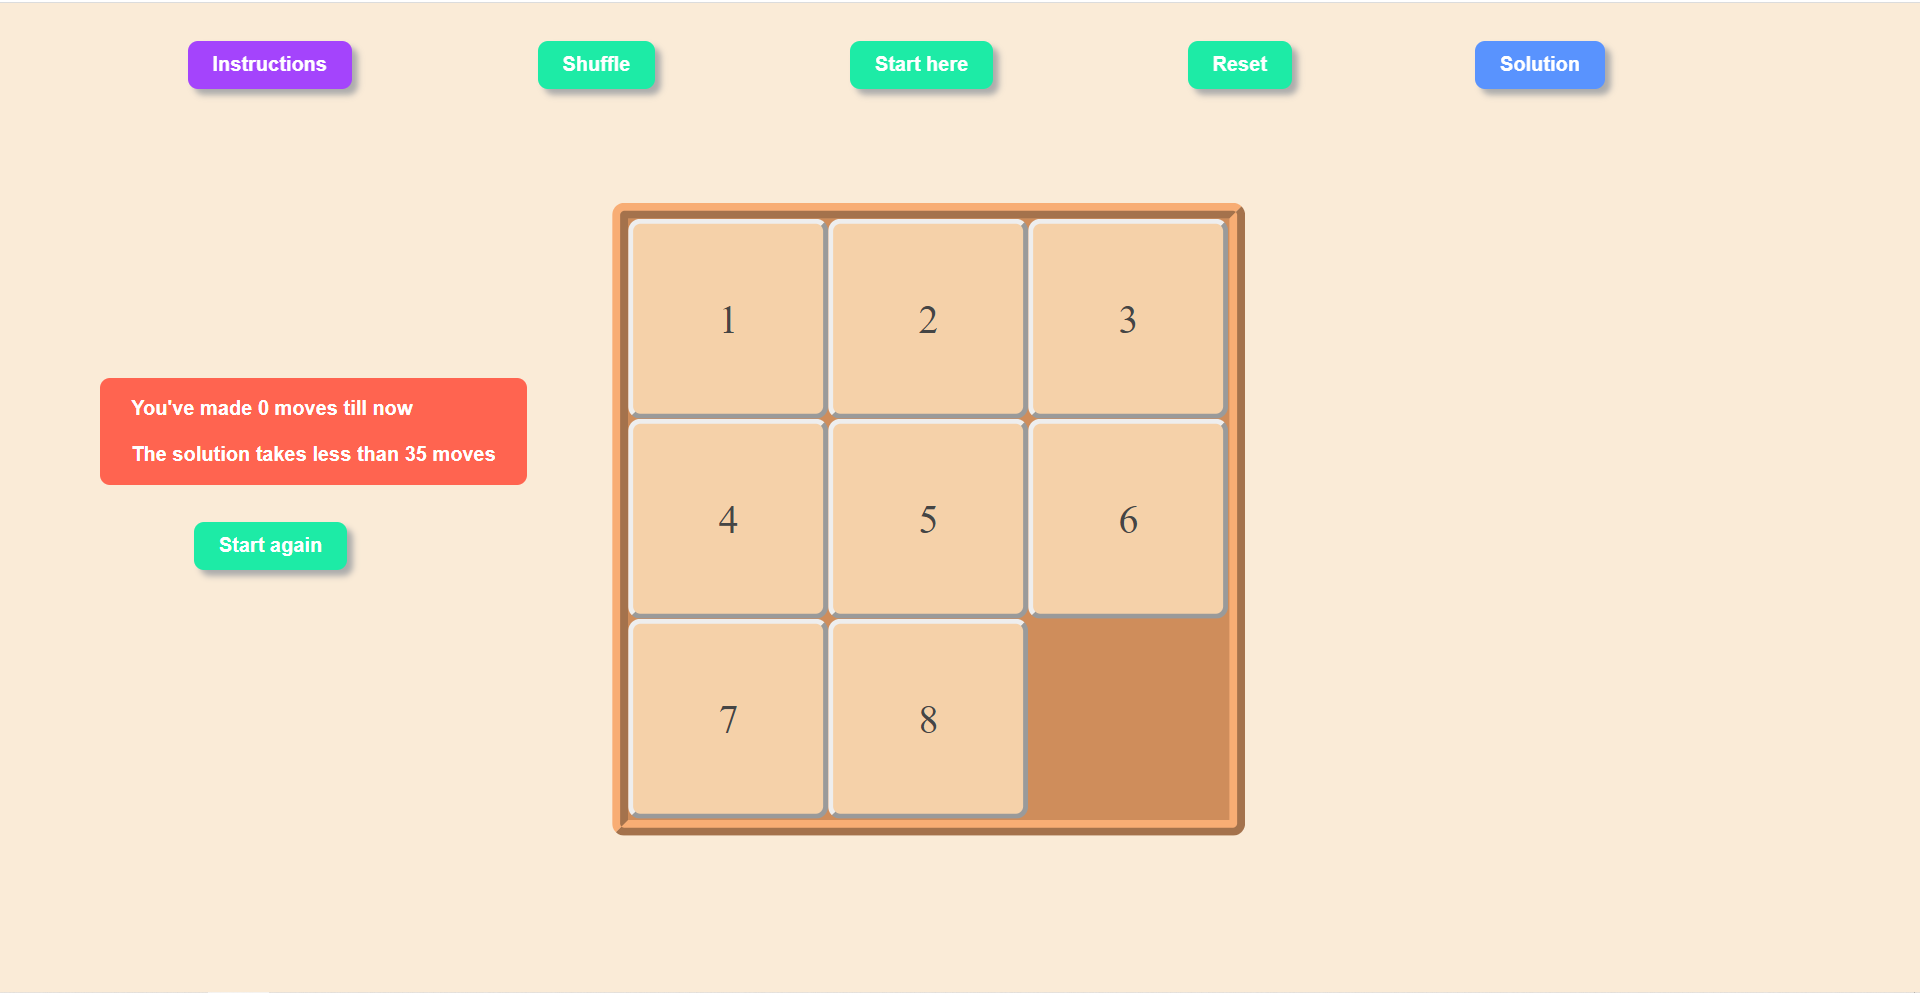 Instructions
Shuffle
Start here
Reset
Solution
1 2 3
You've made 0 moves till now
The solution takes less than 35 moves
4 5 6
Start again
7 8